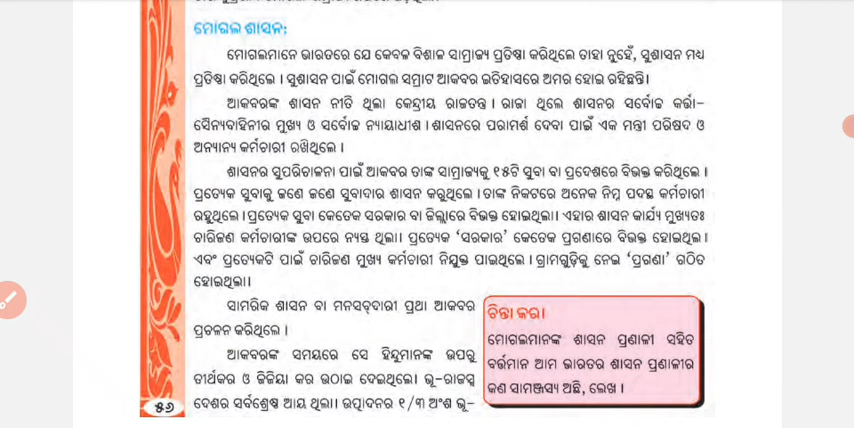 ମୋଗଲ ଶାସନ:
ମୋଗଲମାନେ ଭାରତରେ ଯେ କେବଳ ବିଶାଳ ସାମ୍ରାଜ୍ୟ ପ୍ରତିଷ୍ଠା କରିଥିଲେ ତାହା ନୁହେଁ, ସୁଶାସନ ମଧ୍ୟ
ପ୍ରତିଷ୍ଠା କରିଥିଲେ । ସୁଶାସନ ପାଇଁ ମୋଗଲ ସମ୍ରାଟ ଆକବର ଇତିହାସରେ ଅମର ହୋଇ ରହିଛନ୍ତି।
ଆକବରଙ୍କ ଶାସନ ନୀତି ଥିଲା କେନ୍ଦ୍ରୀୟ ରାଜତନ୍ତ୍ର । ରାଜା ଥିଲେ ଶାସନର ସର୍ବୋଚ୍ଚ କର୍ତ୍ତା–
ସୈନ୍ୟବାହିନୀର ମୁଖ୍ୟ ଓ ସର୍ବୋଚ୍ଚ ନ୍ୟାୟାଧୀଶ । ଶାସନରେ ପରାମର୍ଶ ଦେବା ପାଇଁ ଏକ ମନ୍ତ୍ରୀ ପରିଷଦ ଓ
ଅନ୍ୟାନ୍ୟ କର୍ମଚାରୀ ରଖିଥିଲେ ।
ଶାସନର ସୁପରିଚାଳନା ପାଇଁ ଆକବର ତାଙ୍କ ସାମ୍ରାଜ୍ୟକୁ ୧୫ଟି ସୁବା ବା ପ୍ରଦେଶରେ ବିଭକ୍ତ କରିଥିଲେ ।
ପ୍ରତ୍ୟେକ ସୁବାକୁ ଜଣେ ଜଣେ ସୁବାଦାର ଶାସନ କରୁଥିଲେ । ତାଙ୍କ ନିକଟରେ ଅନେକ ନିମ୍ନ ପଦସ୍ଥ କର୍ମଚାରୀ
ରହୁଥିଲେ । ପ୍ରତ୍ୟେକ ସୁବା କେତେକ ସରକାର ବା ଜିଲ୍ଲାରେ ବିଭକ୍ତ ହୋଇଥିଲା। ଏହାର ଶାସନ କାର୍ଯ୍ୟ ମୁଖ୍ୟତଃ
ଚାରିଜଣ କର୍ମଚାରୀଙ୍କ ଉପରେ ନ୍ୟସ୍ତ ଥିଲା। ପ୍ରତ୍ୟେକ ‘ସରକାର’ କେତେକ ପ୍ରଗଣାରେ ବିଭକ୍ତ ହୋଇଥିଲା
ଏବଂ ପ୍ରତ୍ୟେକଟି ପାଇଁ ଚାରିଜଣ ମୁଖ୍ୟ କର୍ମଚାରୀ ନିଯୁକ୍ତ ପାଇଥିଲେ । ଗ୍ରାମଗୁଡ଼ିକୁ ନେଇ ‘ପ୍ରଗଣା’ ଗଠିତ
ହୋଇଥିଲା।
ସାମରିକ ଶାସନ ବା ମନସବ୍‌ଦାରୀ ପ୍ରଥା ଆକବର
ପ୍ରଚଳନ କରିଥିଲେ ।
ଆକବରଙ୍କ ସମୟରେ ସେ ହିନ୍ଦୁମାନଙ୍କ ଉପରୁ
ତୀର୍ଥକର ଓ ଜିଜିୟା କର ଉଠାଇ ଦେଇଥିଲେ। ଭୂ–ରାଜସ୍ୱ
ଦେଶର ସର୍ବଶ୍ରେଷ୍ଠ ଆୟ ଥିଲା। ଉତ୍ପାଦନର ୧/୩ ଅଂଶ ଭୂ–
ଚିନ୍ତା କର।
ମୋଗଲମାନଙ୍କ ଶାସନ ପ୍ରଣାଳୀ ସହିତ
ବର୍ତ୍ତମାନ ଆମ ଭାରତର ଶାସନ ପ୍ରଣାଳୀର
କଣ ସାମଞ୍ଜସ୍ୟ ଅଛି, ଲେଖ ।
୫୬